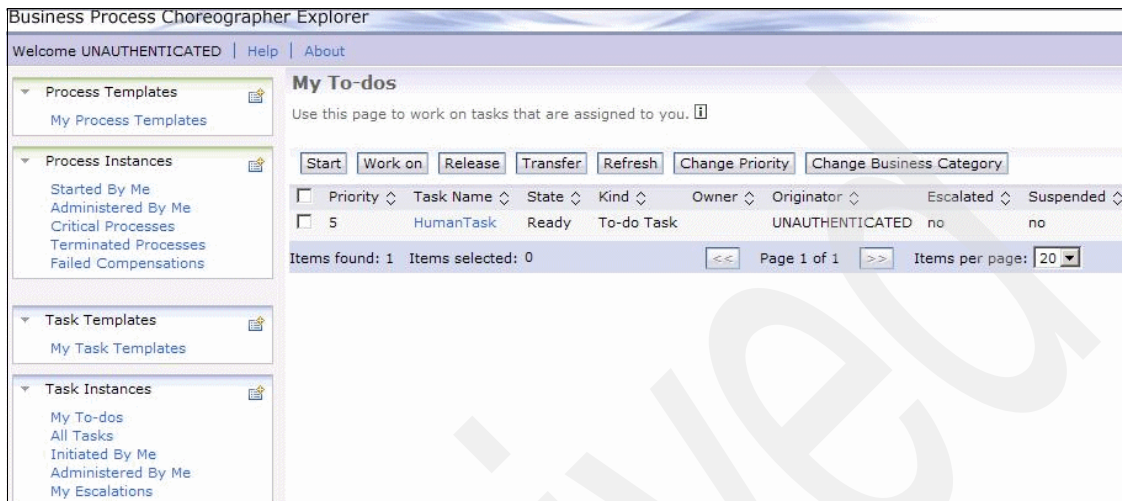 Business Process Choreographer Explorer
Welcome UNAUTHENTICATED | Help | About
Process Templates
My Process Templates
Process Instances
Started By Me
Administered By Me
Critical Processes
Terminated Processes
Failed Compensations
Task Templates
My Task Templates
Task Instances
My To-dos
All Tasks
Initiated By Me
Administered By Me
My Escalations
My To-dos
Use this page to work on tasks that are assigned to you. i
Start Work on Release Transfer Refresh Change Priority Change Business Category
Priority Task Name State Kind Owner Originator Escalated Suspended
5 HumanTask Ready To-do Task UNAUTHENTICATED no no
Items found: 1 Items selected: 0 << Page 1 of 1 >> Items per page: 20